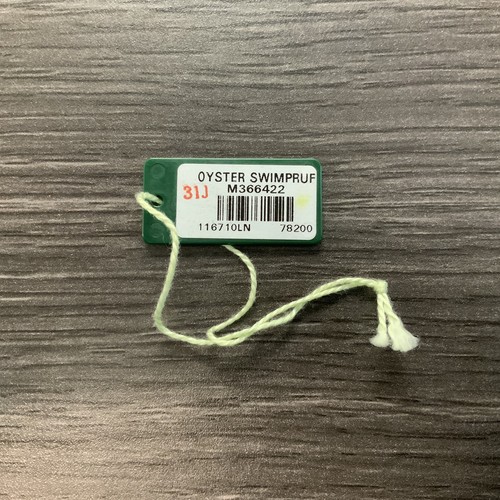 OYSTER SWIMPRUF
31J M366422
116710LN 78200